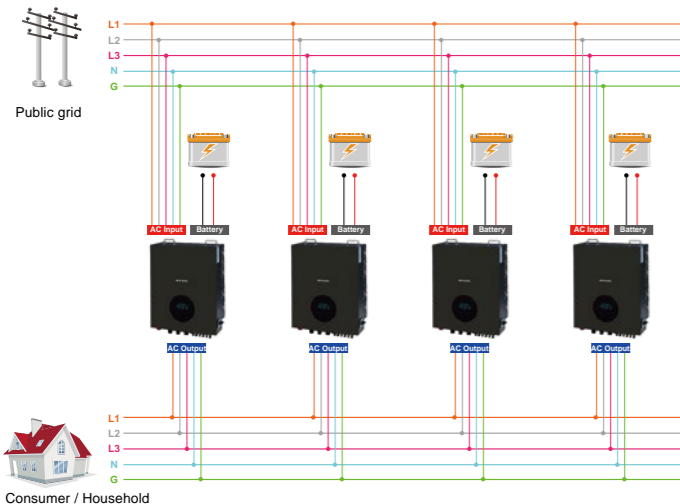 L1
L2
L3
N
G
Public grid
AC Input
Battery
AC Input
Battery
AC Input
Battery
AC Input
Battery
AC Output
AC Output
AC Output
AC Output
L1
L2
L3
N
G
Consumer / Household